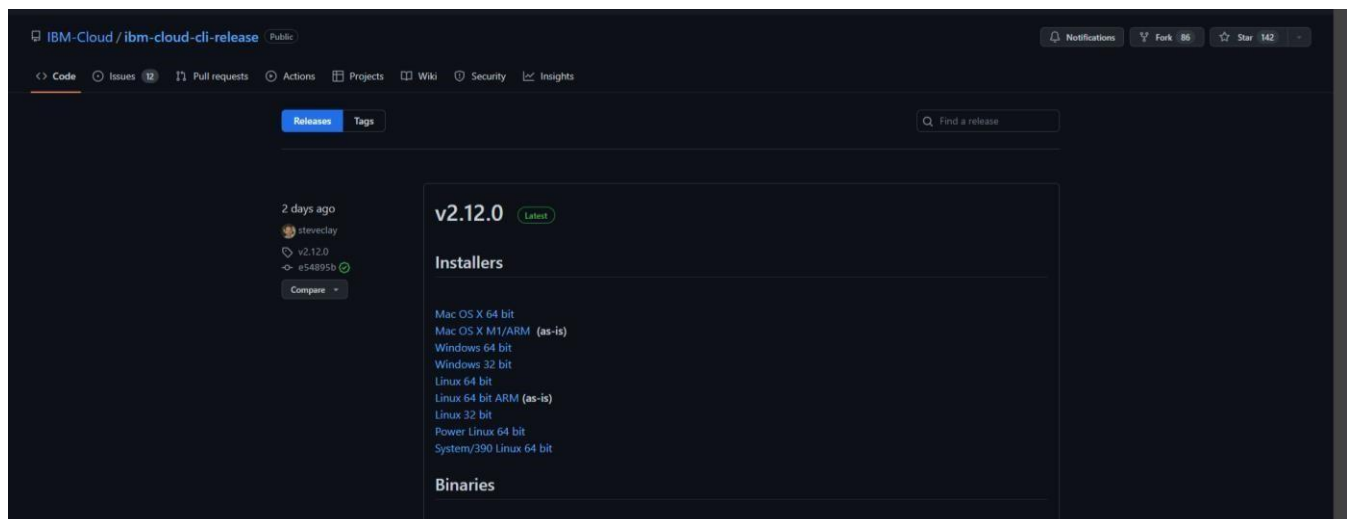 IBM-Cloud / ibm-cloud-cli-release Public
Notifications Fork 86 Star 142
Code Issues 12 Pull requests Actions Projects Wiki Security Insights
Releases Tags
Find a release
2 days ago
steveclay
v2.12.0
e54895b
Compare
v2.12.0 Latest
Installers
Mac OS X 64 bit
Mac OS X M1/ARM (as-is)
Windows 64 bit
Windows 32 bit
Linux 64 bit
Linux 64 bit ARM (as-is)
Linux 32 bit
Power Linux 64 bit
System/390 Linux 64 bit
Binaries